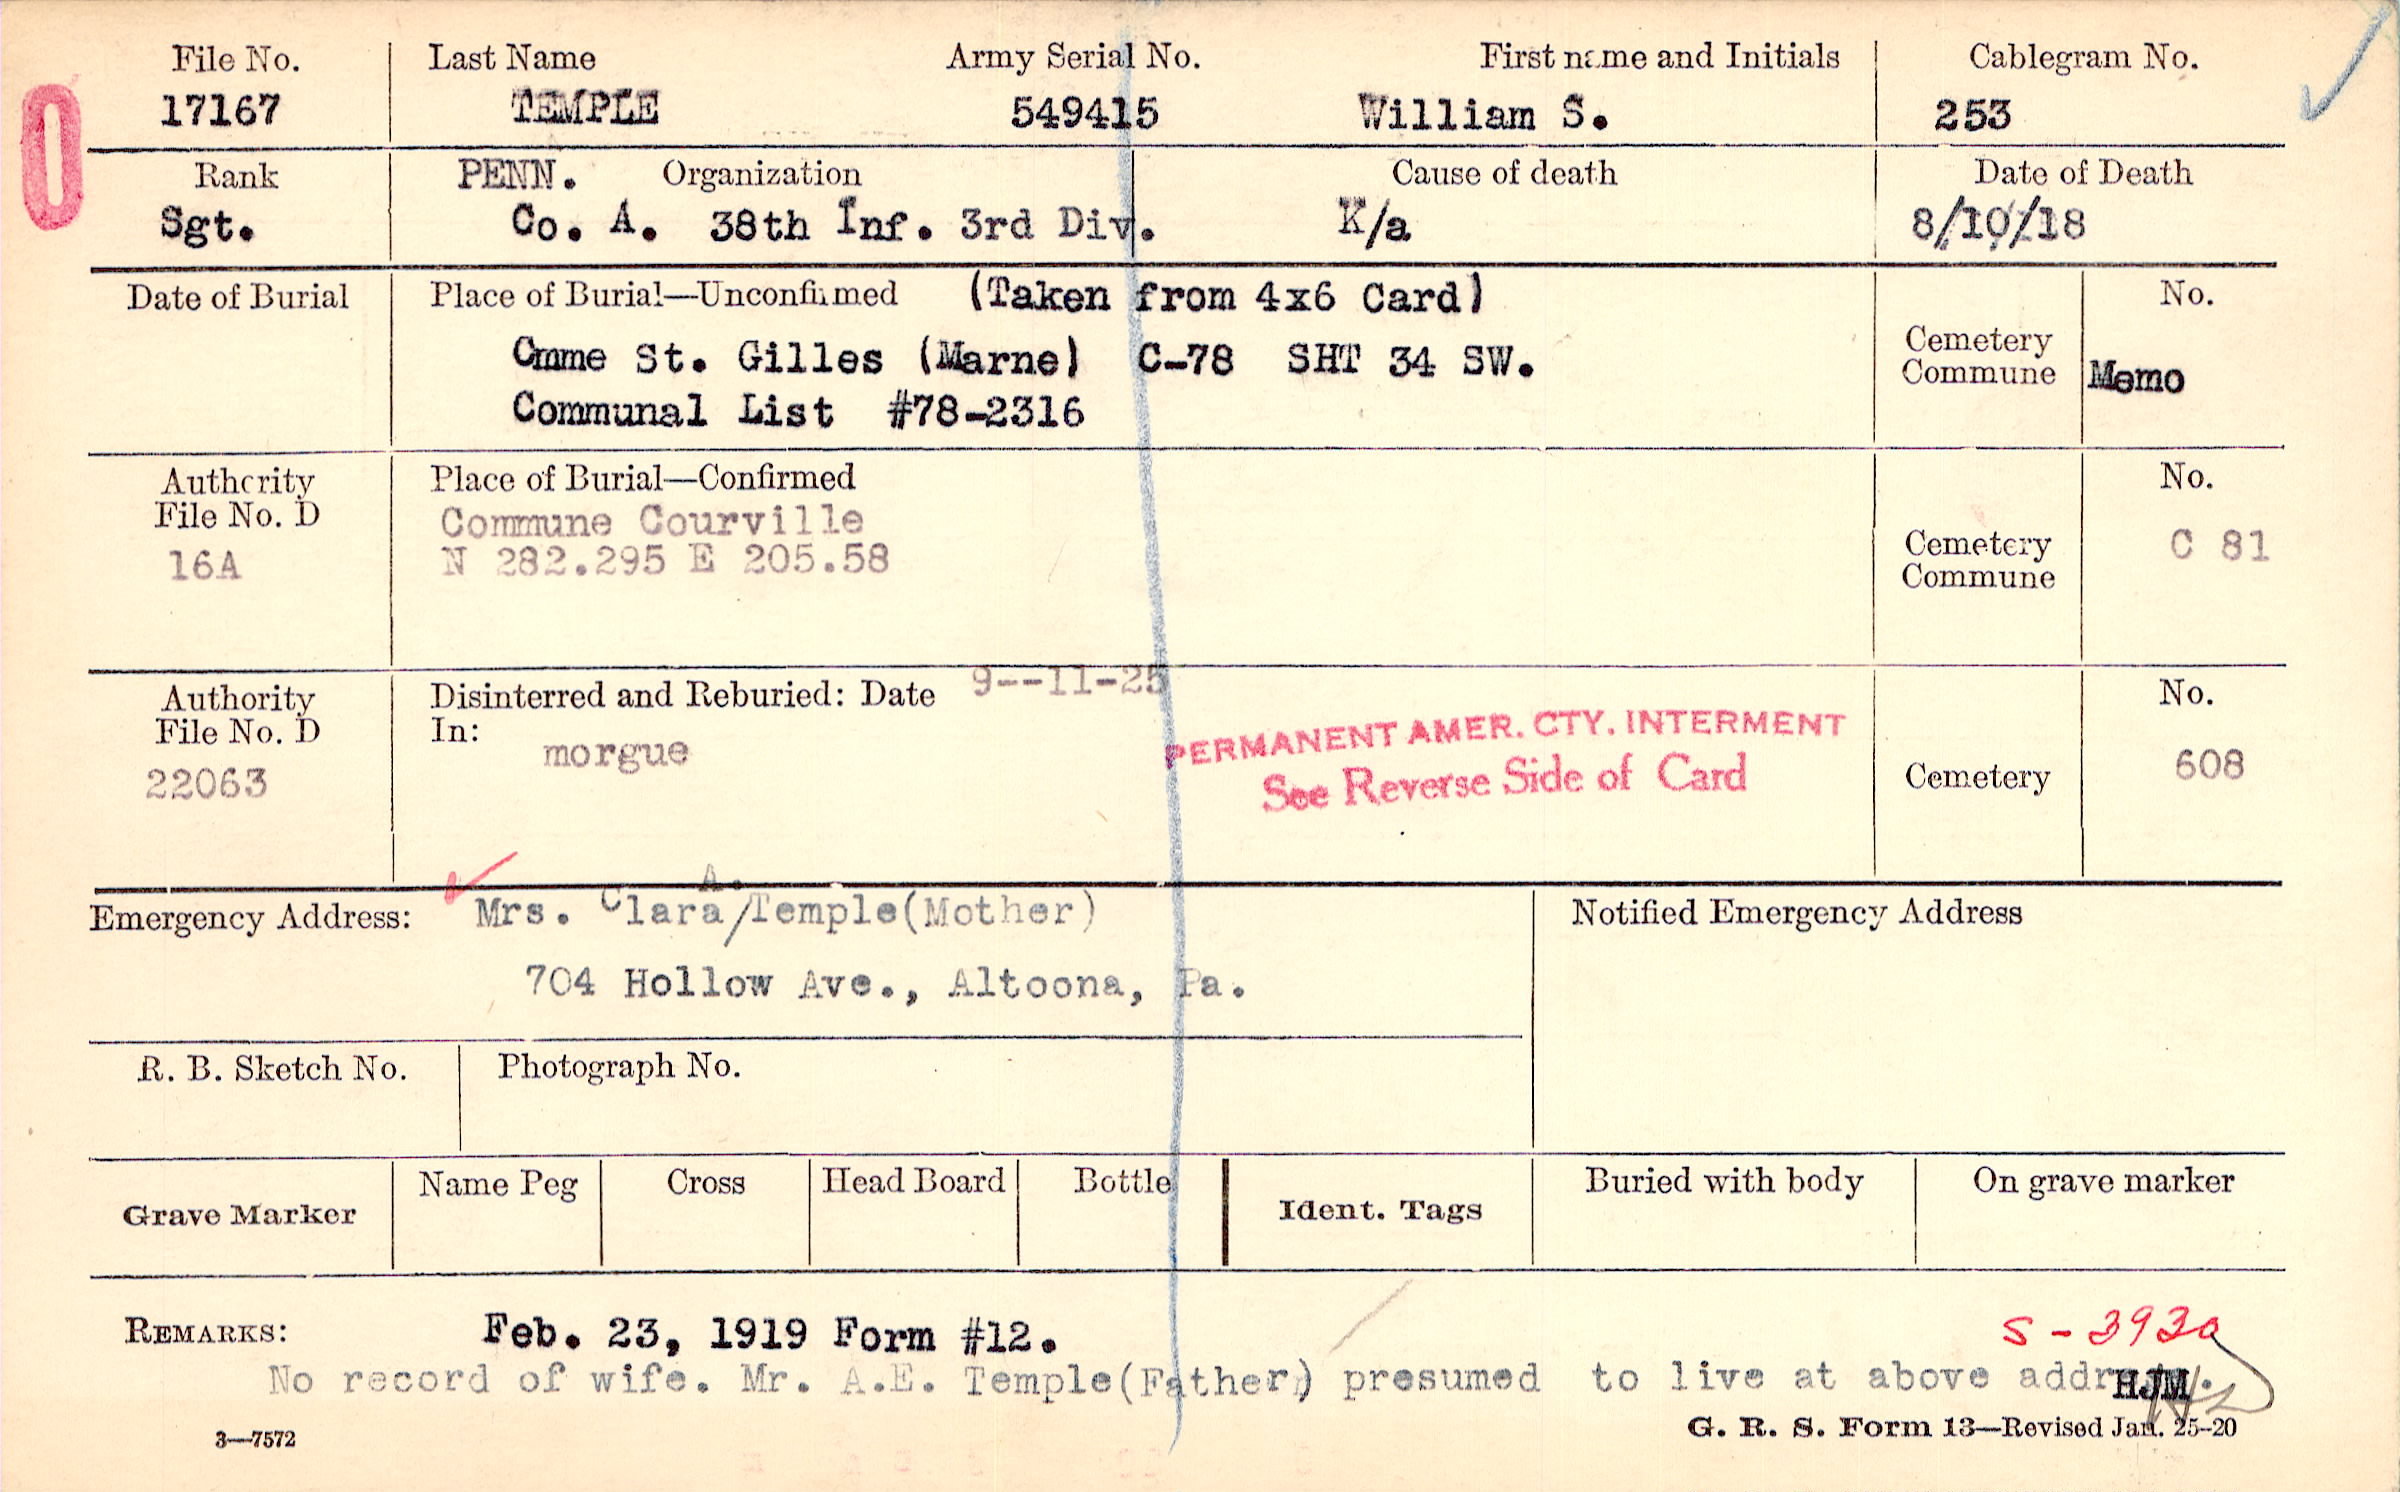 File No. Last Name Army Serial No. First name and Initials Cablegram No.
17167 TEMPLE 549415 William S. 253
Rank PENN. Organization Cause of death Date of Death
Sgt. Co. A. 38th Inf. 3rd Div. K/a 8/10/18
Date of Burial Place of Burial—Unconfirmed (Taken from 4x6 Card) No.
Cmme St. Gilles (Marne) C-78 SHT 34 SW. Cemetery
Commune Memo
Communal List #78-2316
Authority Place of Burial—Confirmed No.
File No. D Commune Courville
16A N 282.295 E 205.58 Cemetery C 81
Commune
Authority Disinterred and Reburied: Date 9--11-25 No.
File No. D In: morgue PERMANENT AMER. CTY. INTERMENT
22063 See Reverse Side of Card Cemetery 608
A.
Emergency Address: Mrs. Clara/Temple(Mother) Notified Emergency Address
704 Hollow Ave., Altoona, Pa.
R. B. Sketch No. Photograph No.
Grave Marker Name Peg Cross Head Board Bottle Ident. Tags Buried with body On grave marker
REMARKS: Feb. 23, 1919 Form #12. S-3930
No record of wife. Mr. A.E. Temple(Father) presumed to live at above HJM
3—7572 G. R. S. Form 13—Revised Jan. 25-20